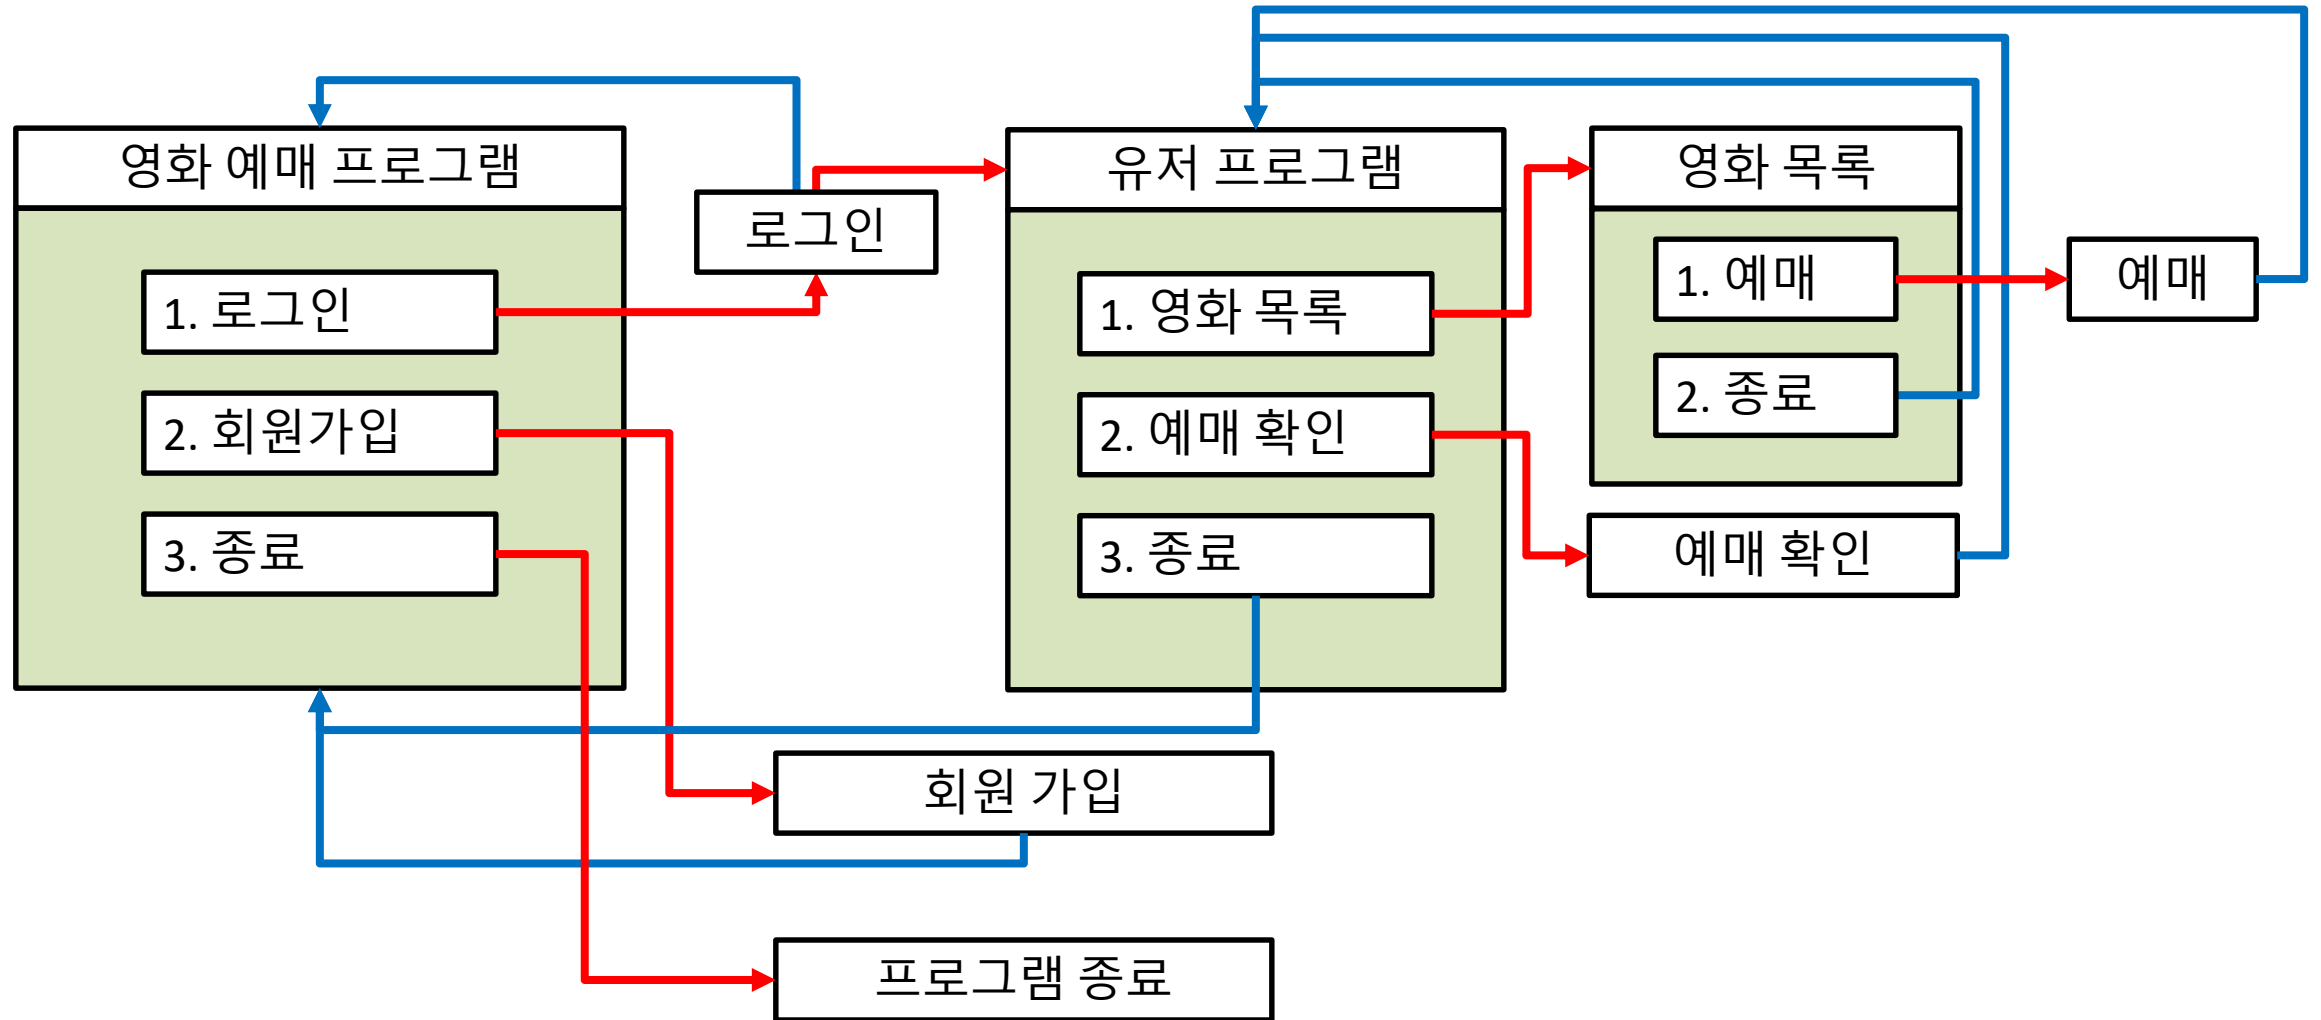 영화 예매 프로그램
1. 로그인
2. 회원가입
3. 종료
로그인
유저 프로그램
1. 영화 목록
2. 예매 확인
3. 종료
영화 목록
1. 예매
2. 종료
예매
예매 확인
회원 가입
프로그램 종료